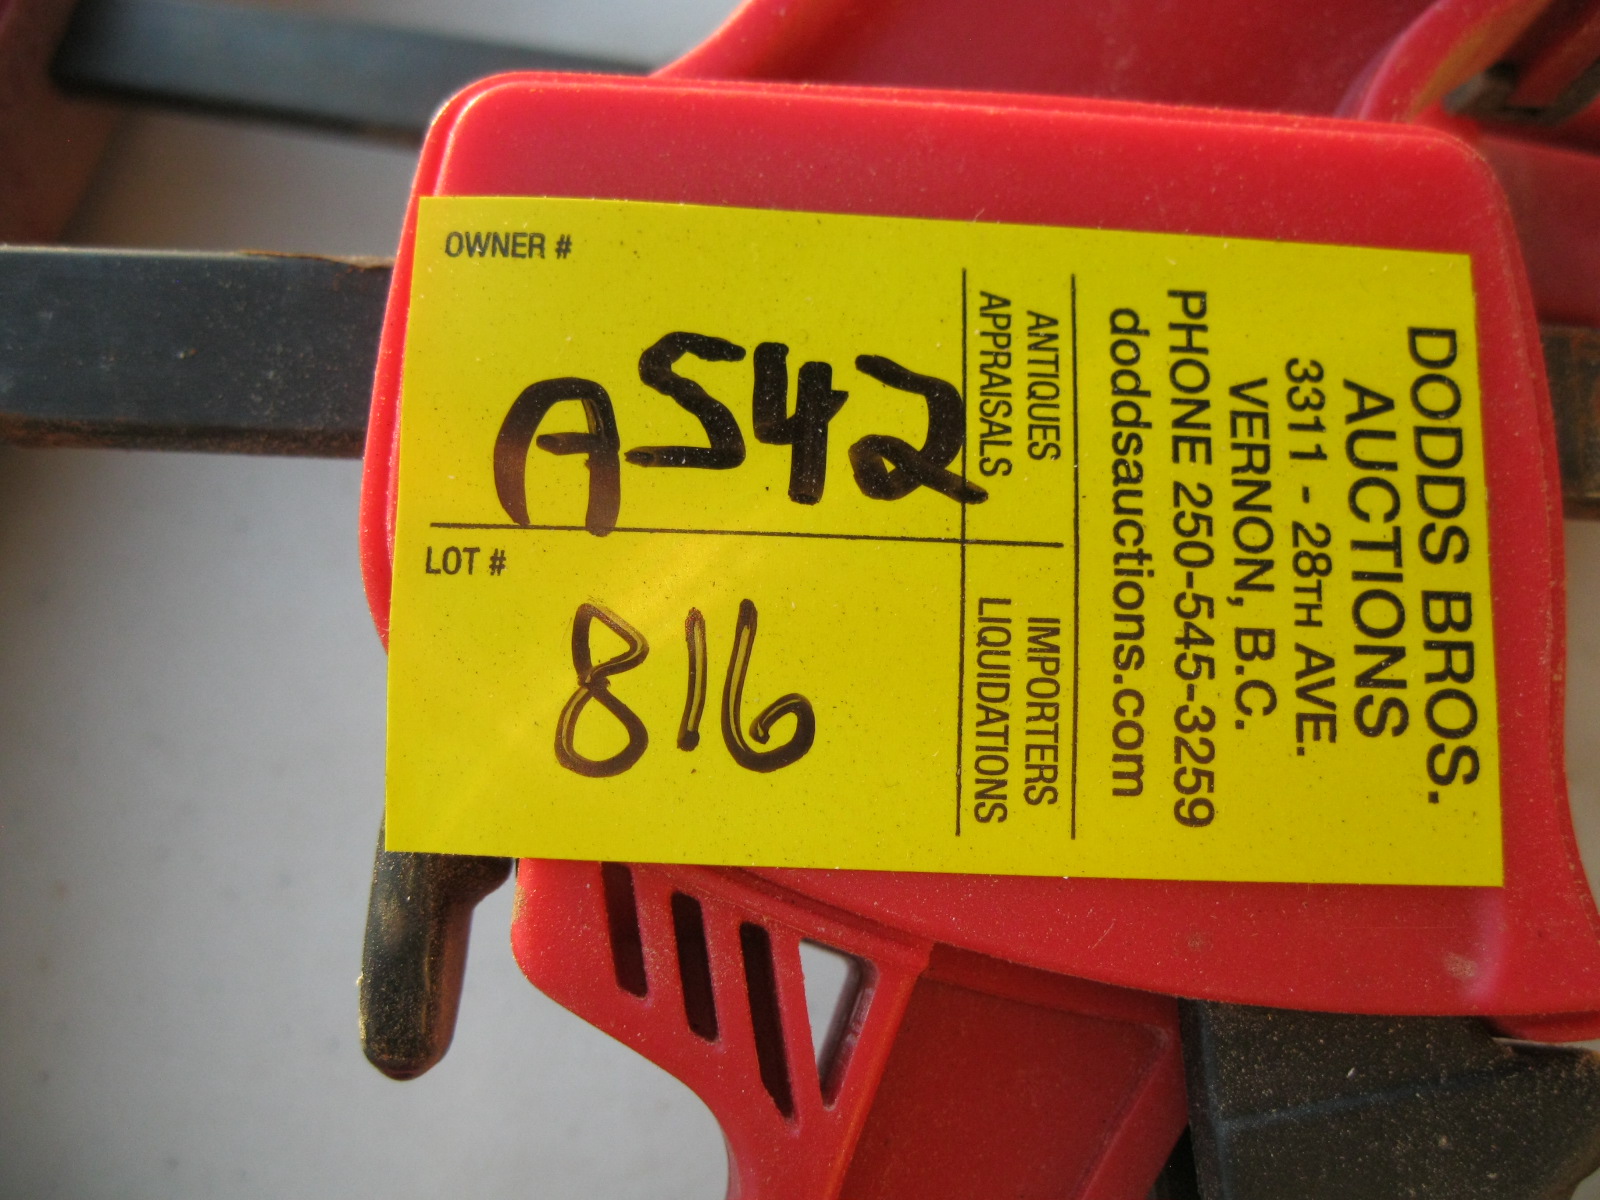 DODDS BROS.
AUCTIONS
3311 - 28TH AVE.
VERNON, B.C.
PHONE 250-545-3259
doddsauctions.com
ANTIQUES
APPRAISALS
IMPORTERS
LIQUIDATIONS
OWNER #
A542
LOT #
816